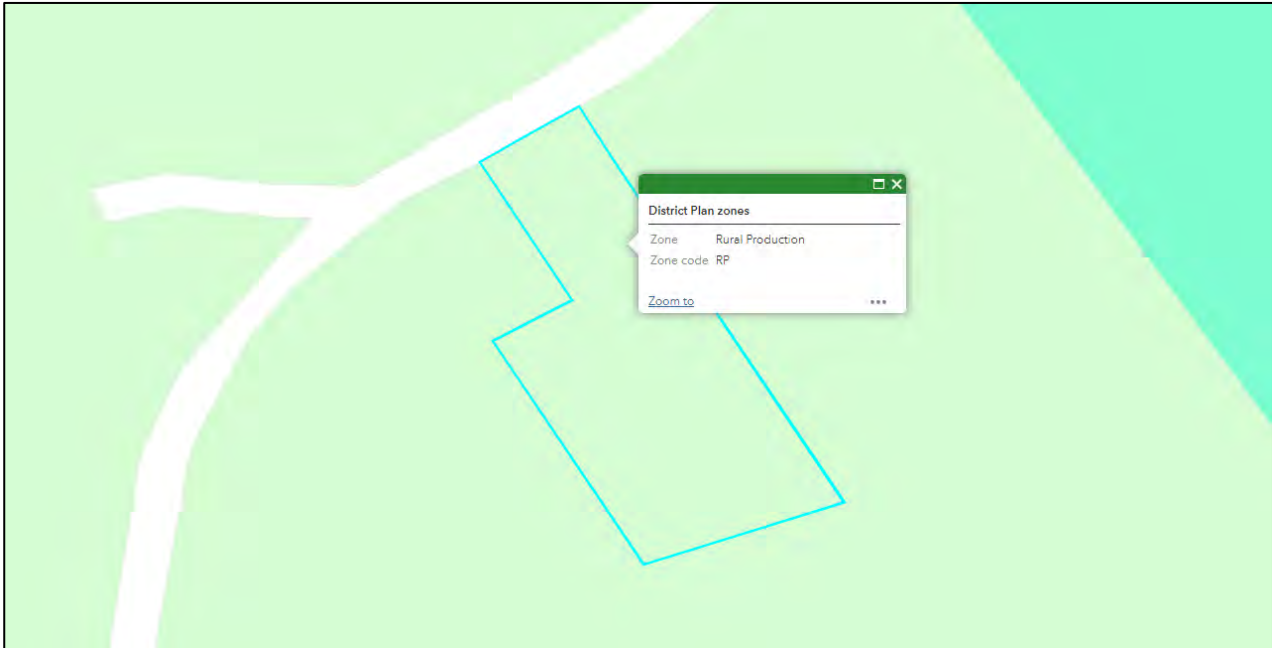 District Plan zones
Zone Rural Production
Zone code RP
Zoom to